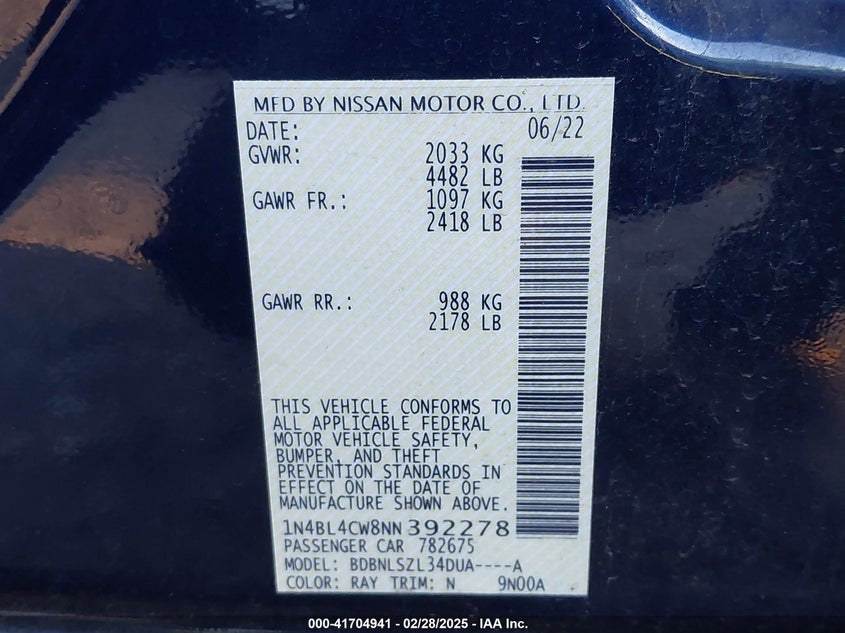 MFD BY NISSAN MOTOR CO., LTD.
DATE: 06/22
GVWR: 2033 KG
4482 LB
GAWR FR.: 1097 KG
2418 LB
GAWR RR.: 988 KG
2178 LB
THIS VEHICLE CONFORMS TO
ALL APPLICABLE FEDERAL
MOTOR VEHICLE SAFETY,
BUMPER, AND THEFT
PREVENTION STANDARDS IN
EFFECT ON THE DATE OF
MANUFACTURE SHOWN ABOVE.
1N4BL4CW8NN392278
PASSENGER CAR 782675
MODEL: BDBNLSZL34DUA----A
COLOR: RAY TRIM: N 9N00A
000-41704941 - 02/28/2025 - IAA Inc.